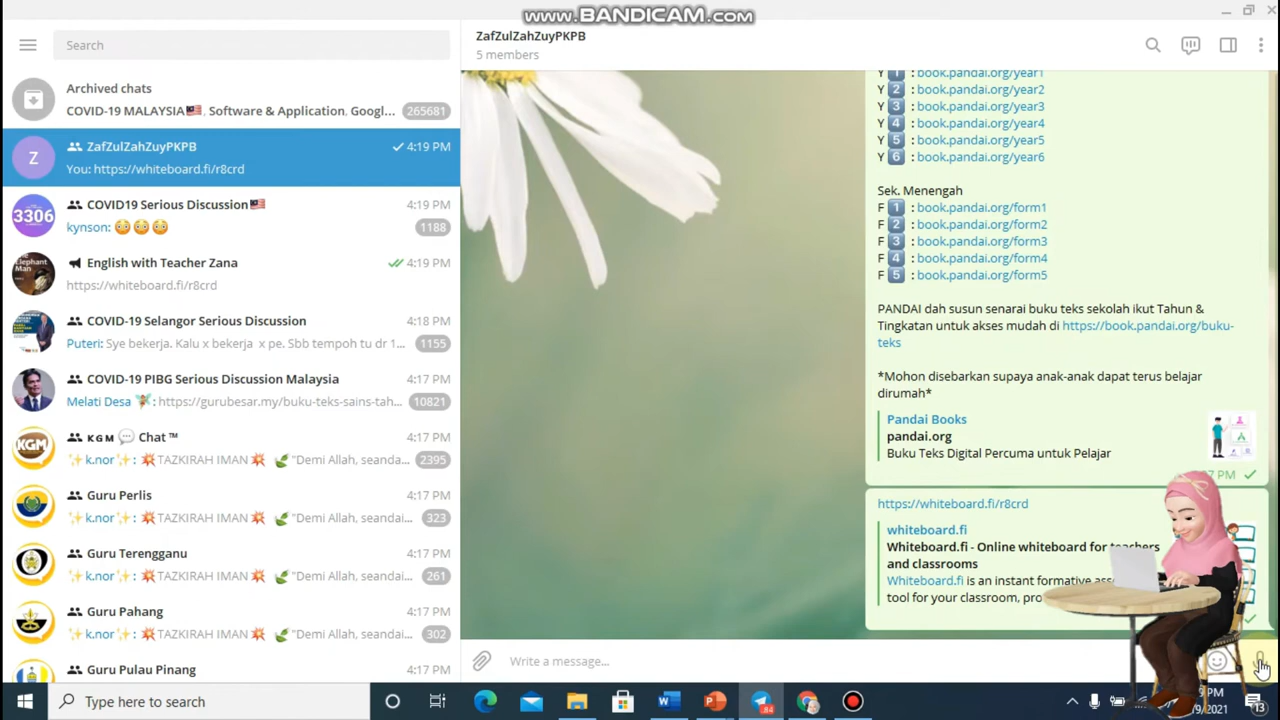 www.BANDICAM.com
Search
Archived chats
COVID-19 MALAYSIA🇲🇾, Software & Application, Googl...
265681
ZafZulZahZuyPKPB
4:19 PM
You: https://whiteboard.fi/r8crd
COVID19 Serious Discussion🇲🇾
4:19 PM
3306
kynson: 😳😳😳
1188
English with Teacher Zana
4:19 PM
https://whiteboard.fi/r8crd
COVID-19 Selangor Serious Discussion
4:18 PM
Puteri: Sye bekerja. Kalu x bekerja x pe. Sbb tempoh tu dr 1...
1155
COVID-19 PIBG Serious Discussion Malaysia
4:17 PM
Melati Desa 🧚: https://gurubesar.my/buku-teks-sains-tah...
10821
ᴋɢᴍ 💬 Chat ™
4:17 PM
KGM
✨k.nor✨: 💥TAZKIRAH IMAN💥 🍃"Demi Allah, seanda...
2395
Guru Perlis
4:17 PM
✨k.nor✨: 💥TAZKIRAH IMAN💥 🍃"Demi Allah, seandai...
323
Guru Terengganu
4:17 PM
✨k.nor✨: 💥TAZKIRAH IMAN💥 🍃"Demi Allah, seandai...
261
Guru Pahang
4:17 PM
✨k.nor✨: 💥TAZKIRAH IMAN💥 🍃"Demi Allah, seandai...
302
Guru Pulau Pinang
4:17 PM
ZafZulZahZuyPKPB
5 members
Y 1️⃣ : book.pandai.org/year1
Y 2️⃣ : book.pandai.org/year2
Y 3️⃣ : book.pandai.org/year3
Y 4️⃣ : book.pandai.org/year4
Y 5️⃣ : book.pandai.org/year5
Y 6️⃣ : book.pandai.org/year6
Sek. Menengah
F 1️⃣ : book.pandai.org/form1
F 2️⃣ : book.pandai.org/form2
F 3️⃣ : book.pandai.org/form3
F 4️⃣ : book.pandai.org/form4
F 5️⃣ : book.pandai.org/form5
PANDAI dah susun senarai buku teks sekolah ikut Tahun &
Tingkatan untuk akses mudah di https://book.pandai.org/buku-
teks
*Mohon disebarkan supaya anak-anak dapat terus belajar
dirumah*
Pandai Books
pandai.org
Buku Teks Digital Percuma untuk Pelajar
PM
https://whiteboard.fi/r8crd
whiteboard.fi
Whiteboard.fi - Online whiteboard for teachers
and classrooms
Whiteboard.fi is an instant formative
tool for your classroom,
Write a message...
Type here to search
84
PM
2021
13